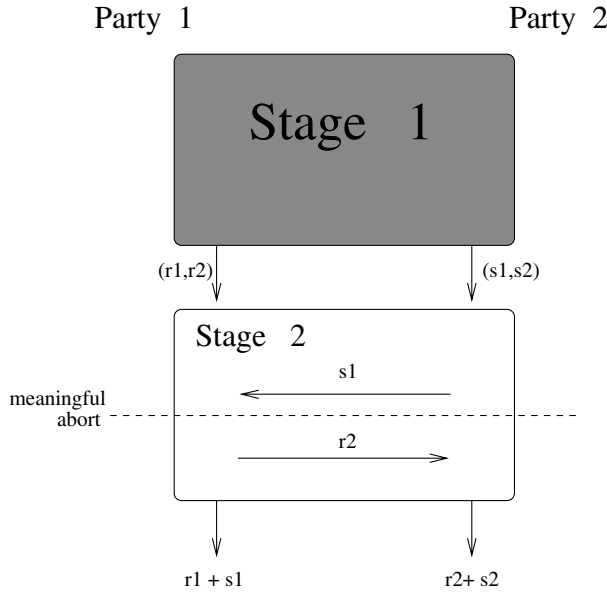 Party 1
Party 2
Stage 1
(r1,r2)
(s1,s2)
Stage 2
s1
meaningful
abort
r2
r1 + s1
r2+ s2